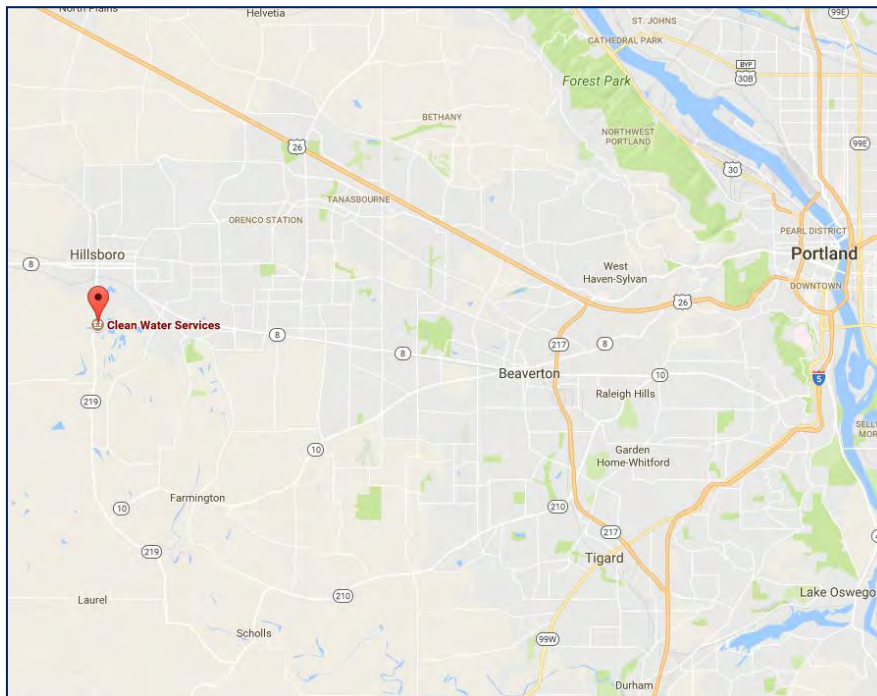 North Plains
Helvetia
ST. JOHNS
99E
CATHEDRAL PARK
BYP
30B
Forest Park
BETHANY
NORTHWEST
PORTLAND
99E
26
30
TANASBOURNE
ORENCO STATION
PEARL DISTRICT
Hillsboro
Portland
8
West
Haven-Sylvan
DOWNTOWN
26
Clean Water Services
8
217
8
8
Beaverton
10
5
219
Raleigh Hills
10
Garden
Home-Whitford
Farmington
10
210
217
219
Tigard
210
Laurel
Lake Oswego
Scholls
99W
Durham